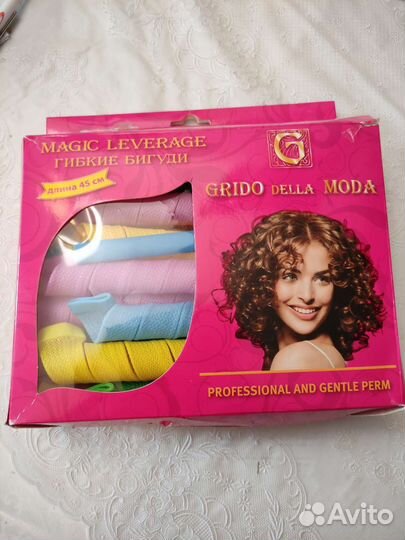 MAGIC LEVERAGE
ГИБКИЕ БИГУДИ
длина 45 см
G
GRIDO DELLA MODA
PROFESSIONAL AND GENTLE PERM
Avito